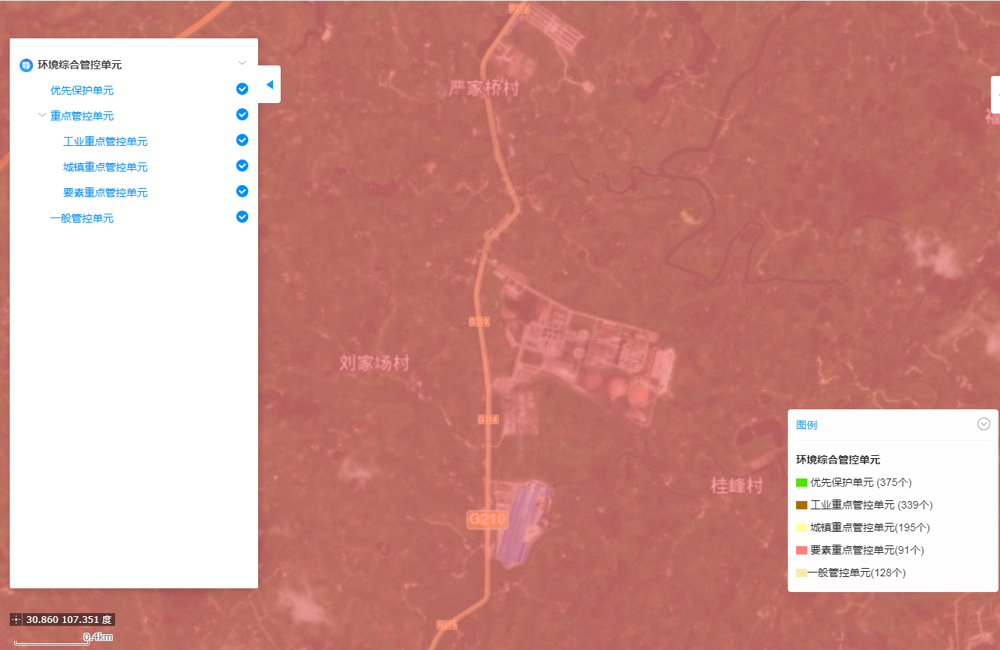 G210
环境综合管控单元
优先保护单元
重点管控单元
工业重点管控单元
城镇重点管控单元
要素重点管控单元
一般管控单元
严家桥村
G210
刘家场村
G210
桂峰村
G210
G210
图例
环境综合管控单元
优先保护单元 (375个)
工业重点管控单元 (339个)
城镇重点管控单元(195个)
要素重点管控单元(91个)
一般管控单元(128个)
30.860 107.351 度
0.4km